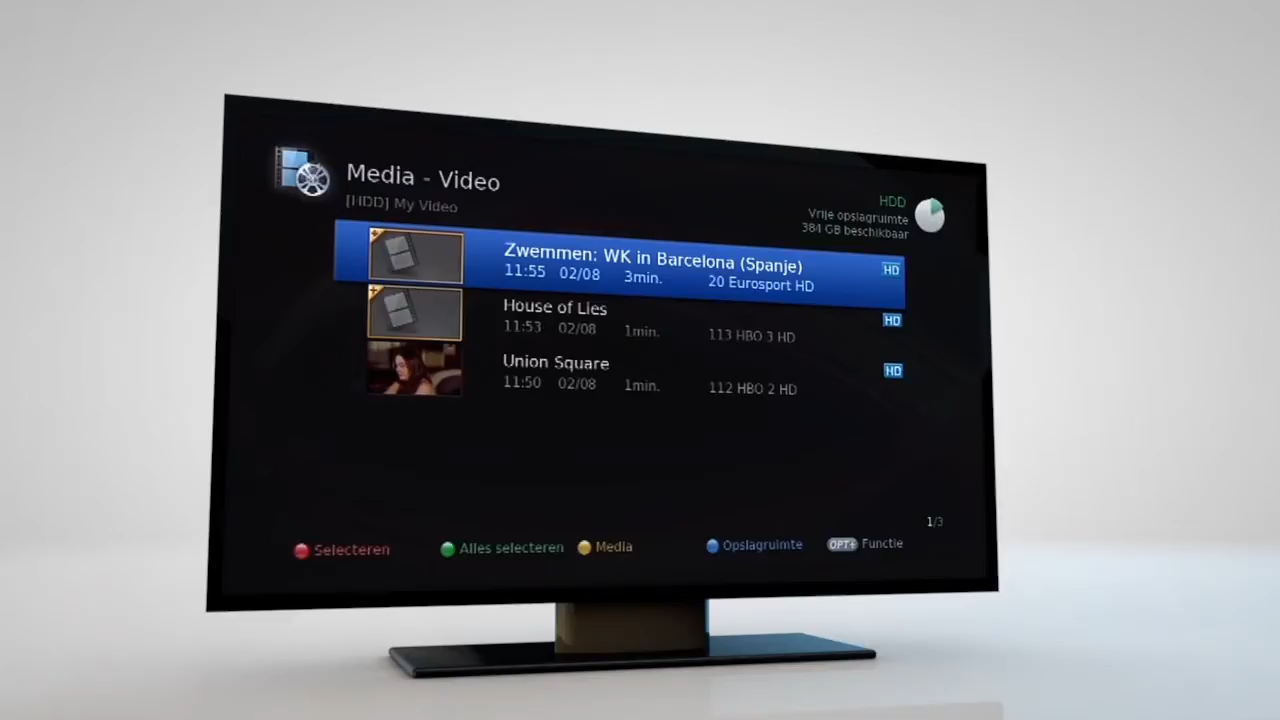 Media - Video
[HDD] My Video
HDD
Vrije opslagruimte
384 GB beschikbaar
Zwemmen: WK in Barcelona (Spanje)
11:55 02/08 3min. 20 Eurosport HD
HD
House of Lies
11:53 02/08 1min. 113 HBO 3 HD
HD
Union Square
11:50 02/08 1min. 112 HBO 2 HD
HD
1/3
Selecteren Alles selecteren Media Opslagruimte OPT+ Functie